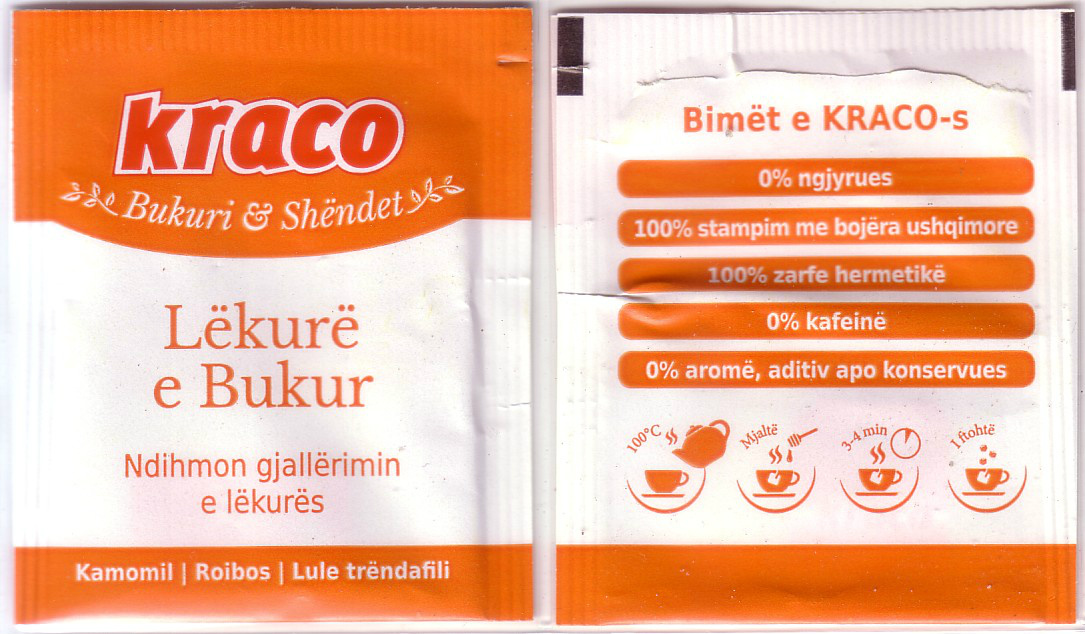 kraco
Bukuri & Shëndet
Lëkurë
e Bukur
Ndihmon gjallërimin
e lëkurës
Kamomil | Roibos | Lule trëndafili
Bimët e KRACO-s
0% ngjyrues
100% stampim me bojëra ushqimore
100% zarfe hermetikë
0% kafeinë
0% aromë, aditiv apo konservues
100°C
Mjaltë
3-4 min
I ftohtë